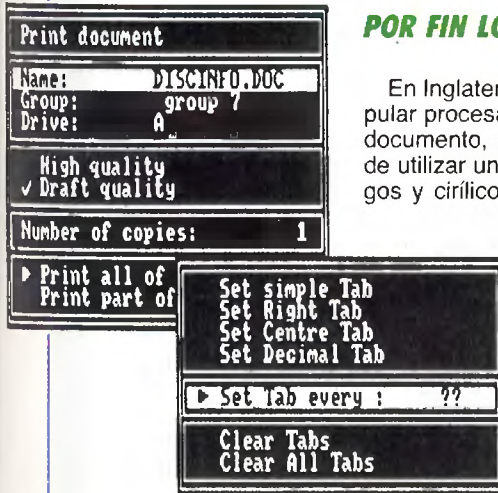 Print document
Name: DISCINFO.DOC
Group: group 7
Drive: A
High quality
✓ Draft quality
Number of copies: 1
Print all of
Print part of
Set simple Tab
Set Right Tab
Set Centre Tab
Set Decimal Tab
Set Tab every : ??
Clear Tabs
Clear All Tabs
POR FIN LO
En Inglater
pular procesa
documento,
de utilizar un
gos y cirílico